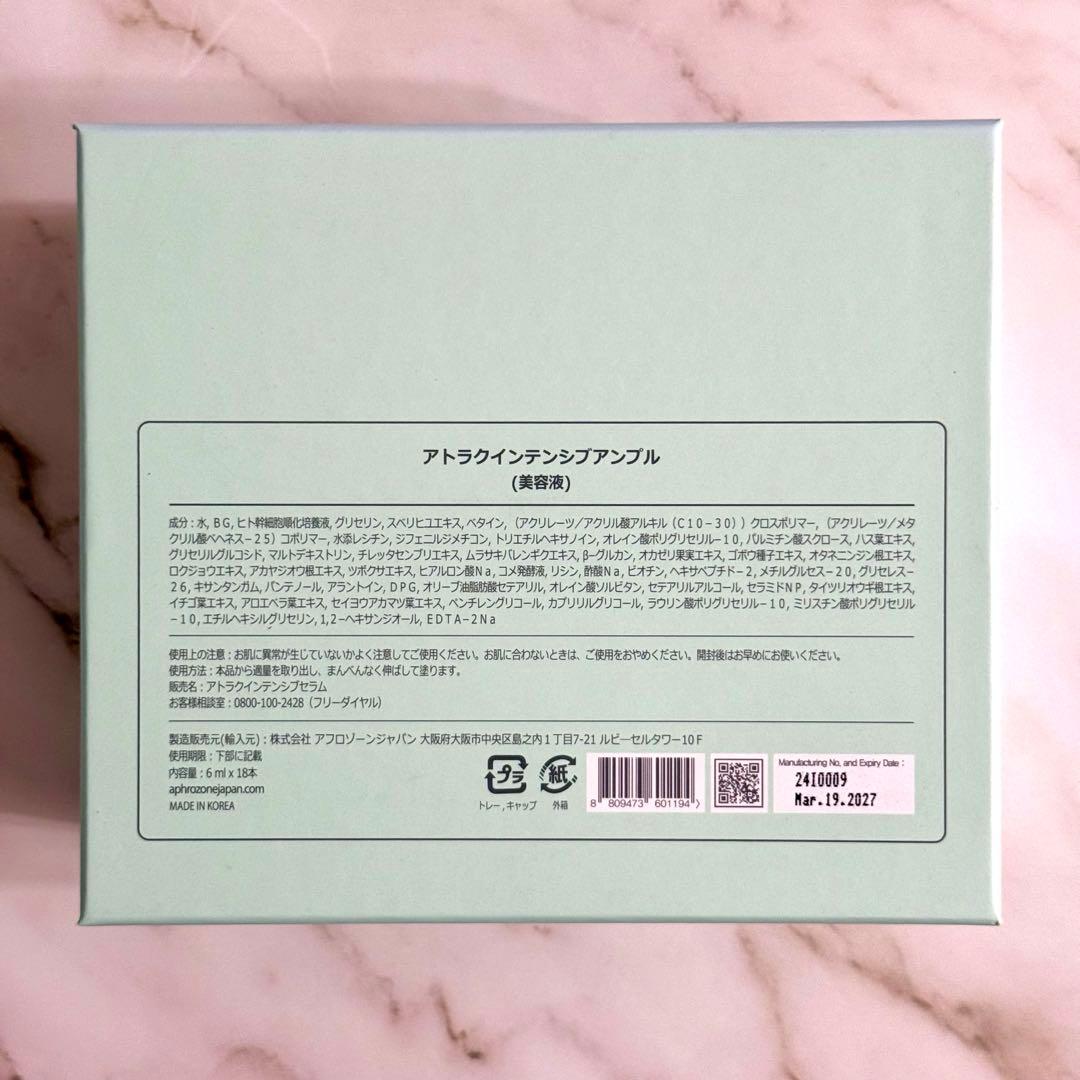 アトラクインテンシブアンプル
(美容液)
成分 : 水, BG, ヒト幹細胞順化培養液, グリセリン, スベリヒユエキス, ベタイン, （アクリレーツ／アクリル酸アルキル（C10－30））クロスポリマー, （アクリレーツ／メタ
クリル酸ベヘネス－25）コポリマー, 水添レシチン, ジフェニルジメチコン, トリエチルヘキサノイン, オレイン酸ポリグリセリル－10, パルミチン酸スクロース, ハス葉エキス,
グリセリルグルコシド, マルトデキストリン, チレッタセンブリエキス, ムラサキバレンギクエキス, β－グルカン, オカゼリ果実エキス, ゴボウ種子エキス, オタネニンジン根エキス,
ロクジョウエキス, アカヤジオウ根エキス, ツボクサエキス, ヒアルロン酸Na, コメ発酵液, リシン, 酢酸Na, ビオチン, ヘキサペプチド－2, メチルグルセス－20, グリセレス－
26, キサンタンガム, パンテノール, アラントイン, DPG, オリーブ油脂肪酸セテアリル, オレイン酸ソルビタン, セテアリルアルコール, セラミドNP, タイツリオウギ根エキス,
イチゴ葉エキス, アロエベラ葉エキス, セイヨウアカマツ葉エキス, ペンチレングリコール, カプリリルグリコール, ラウリン酸ポリグリセリル－10, ミリスチン酸ポリグリセリル
－10, エチルヘキシルグリセリン, 1,2－ヘキサンジオール, EDTA－2Na
使用上の注意 : お肌に異常が生じていないかよく注意してご使用ください。お肌に合わないときは、ご使用をおやめください。開封後はお早めにお使いください。
使用方法 : 本品から適量を取り出し、まんべんなく伸ばして塗ります。
販売名 : アトラクインテンシブセラム
お客様相談室 : 0800-100-2428（フリーダイヤル）
製造販売元(輸入元) : 株式会社 アフロゾーンジャパン 大阪府大阪市中央区島之内１丁目7-21 ルビーセルタワー10F
使用期限 : 下部に記載
内容量 : 6 ml x 18本
aphrozonejapan.com
MADE IN KOREA
プラ
トレー , キャップ
紙
外箱
8 809473 601194
Manufacturing No, and Expiry Date :
24I0009
Mar.19.2027